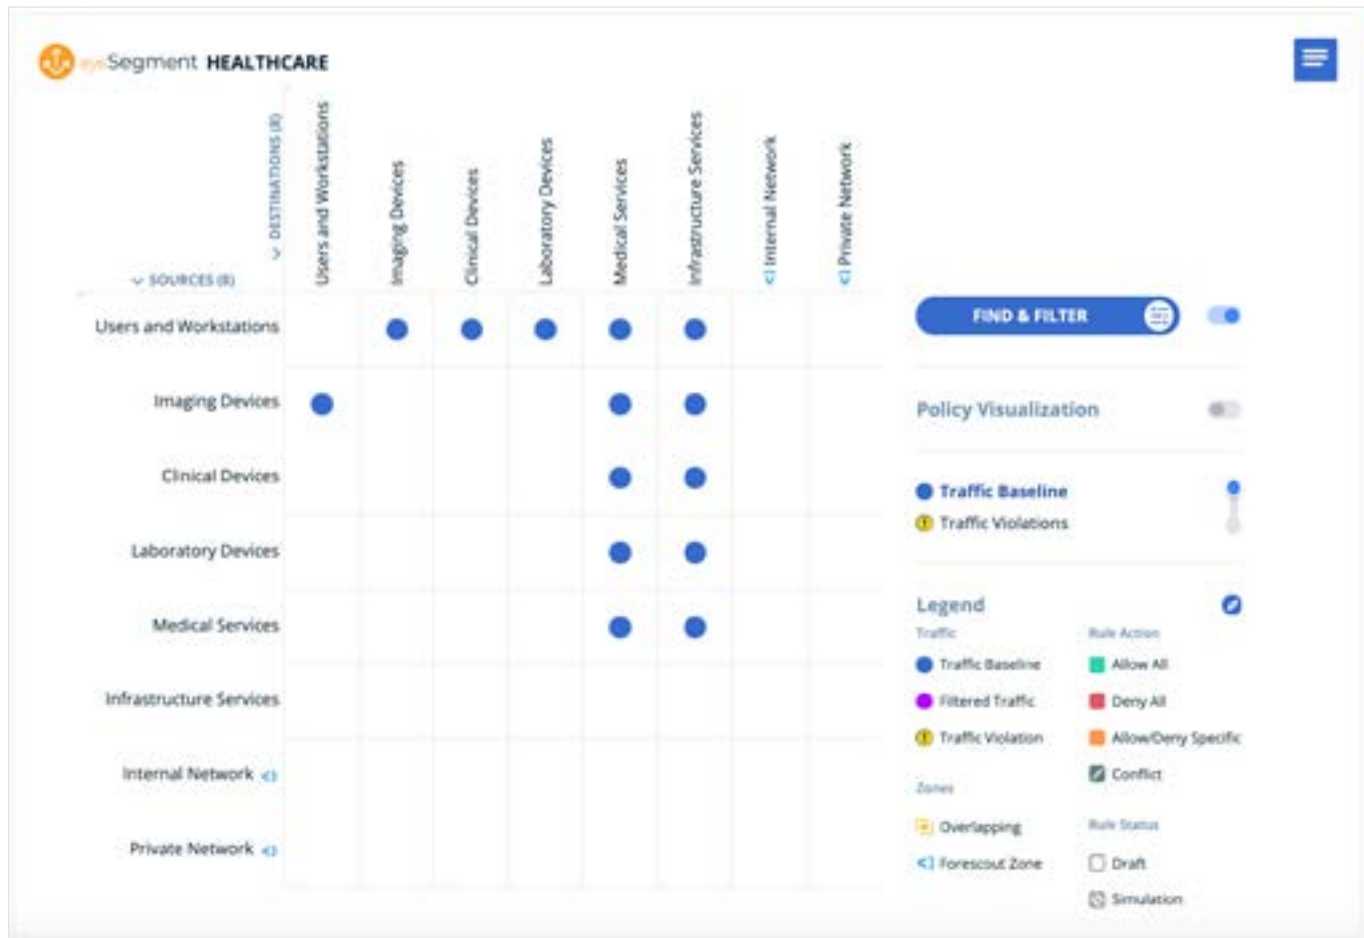 eyeSegment HEALTHCARE
DESTINATIONS (8)
SOURCES (8)
Users and Workstations
Imaging Devices
Clinical Devices
Laboratory Devices
Medical Services
Infrastructure Services
Internal Network
Private Network
Users and Workstations
Imaging Devices
Clinical Devices
Laboratory Devices
Medical Services
Infrastructure Services
Internal Network
Private Network
FIND & FILTER
Policy Visualization
Traffic Baseline
Traffic Violations
Legend
Traffic
Traffic Baseline
Filtered Traffic
Traffic Violation
Zones
Overlapping
Forescout Zone
Rule Action
Allow All
Deny All
Allow/Deny Specific
Conflict
Rule Status
Draft
Simulation